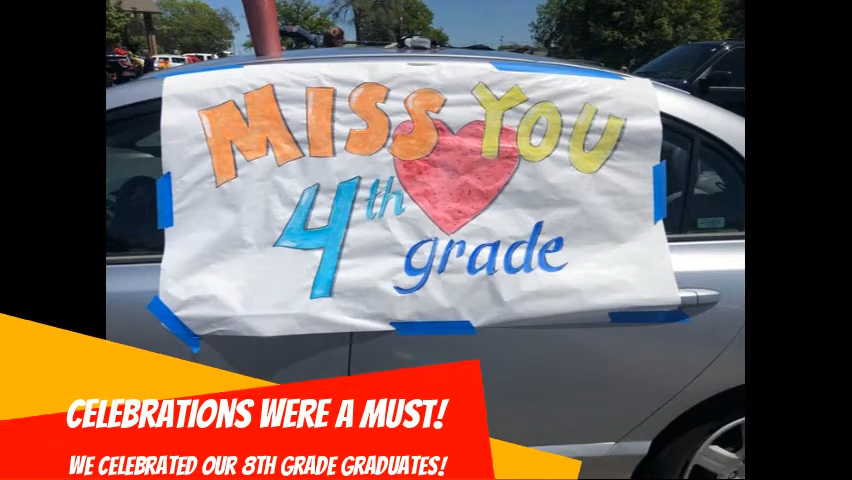 MISS YOU
4th
grade
CELEBRATIONS WERE A MUST!
WE CELEBRATED OUR 8TH GRADE GRADUATES!